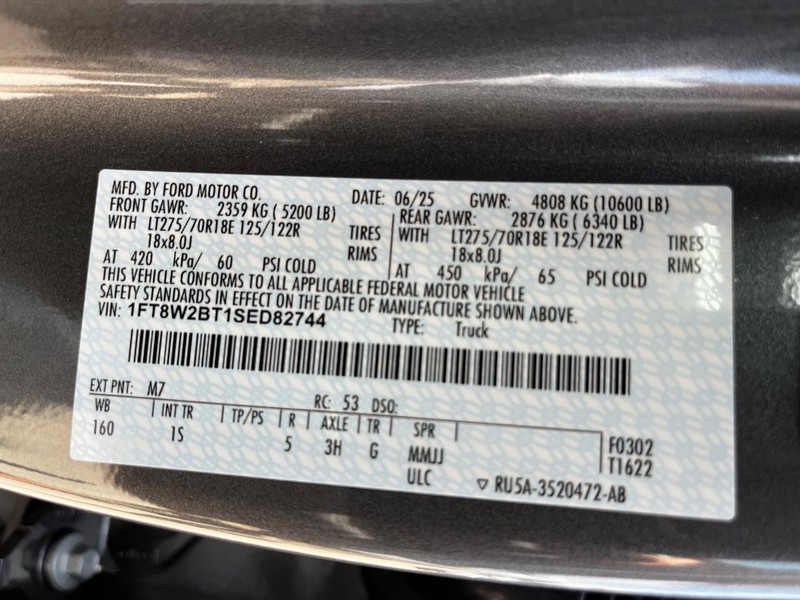 MFD. BY FORD MOTOR CO. DATE: 06/25 GVWR: 4808 KG (10600 LB)
FRONT GAWR: 2359 KG ( 5200 LB) REAR GAWR: 2876 KG ( 6340 LB)
WITH LT275/70R18E 125/122R TIRES WITH LT275/70R18E 125/122R TIRES
18x8.0J RIMS 18x8.0J RIMS
AT 420 kPa/ 60 PSI COLD AT 450 kPa/ 65 PSI COLD
THIS VEHICLE CONFORMS TO ALL APPLICABLE FEDERAL MOTOR VEHICLE
SAFETY STANDARDS IN EFFECT ON THE DATE OF MANUFACTURE SHOWN ABOVE.
VIN: 1FT8W2BT1SED82744 TYPE: Truck
EXT PNT: M7 RC: 53 DSO:
WB INT TR TP/PS R AXLE TR SPR F0302
160 1S 5 3H G MMJJ T1622
ULC ▽ RU5A-3520472-AB